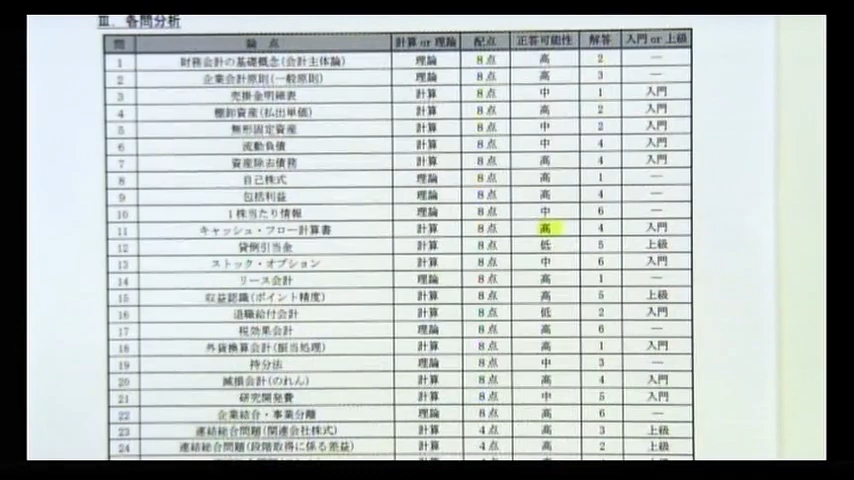 Ⅲ．各問分析
問 論点 計算 or 理論 配点 正答可能性 解答 入門 or 上級
1 財務会計の基礎概念(会計主体論) 理論 8点 高 2 ―
2 企業会計原則(一般原則) 理論 8点 高 3 ―
3 売掛金明細表 計算 8点 中 1 入門
4 棚卸資産(払出単価) 計算 8点 高 2 入門
5 無形固定資産 計算 8点 中 2 入門
6 流動負債 計算 8点 中 4 入門
7 資産除去債務 計算 8点 高 4 入門
8 自己株式 理論 8点 高 1 ―
9 包括利益 理論 8点 高 4 ―
10 1株当たり情報 理論 8点 中 6 ―
11 キャッシュ・フロー計算書 計算 8点 高 4 入門
12 貸倒引当金 計算 8点 低 5 上級
13 ストック・オプション 計算 8点 中 6 入門
14 リース会計 理論 8点 高 1 ―
15 収益認識(ポイント精度) 計算 8点 高 5 上級
16 退職給付会計 計算 8点 低 2 入門
17 税効果会計 理論 8点 高 6 ―
18 外貨換算会計(振当処理) 計算 8点 高 1 入門
19 持分法 理論 8点 中 3 ―
20 減損会計(のれん) 計算 8点 高 4 入門
21 研究開発費 計算 8点 中 5 入門
22 企業結合・事業分離 理論 8点 高 6 ―
23 連結総合問題(関連会社株式) 計算 4点 高 3 上級
24 連結総合問題(段階取得に係る差益) 計算 4点 高 2 上級